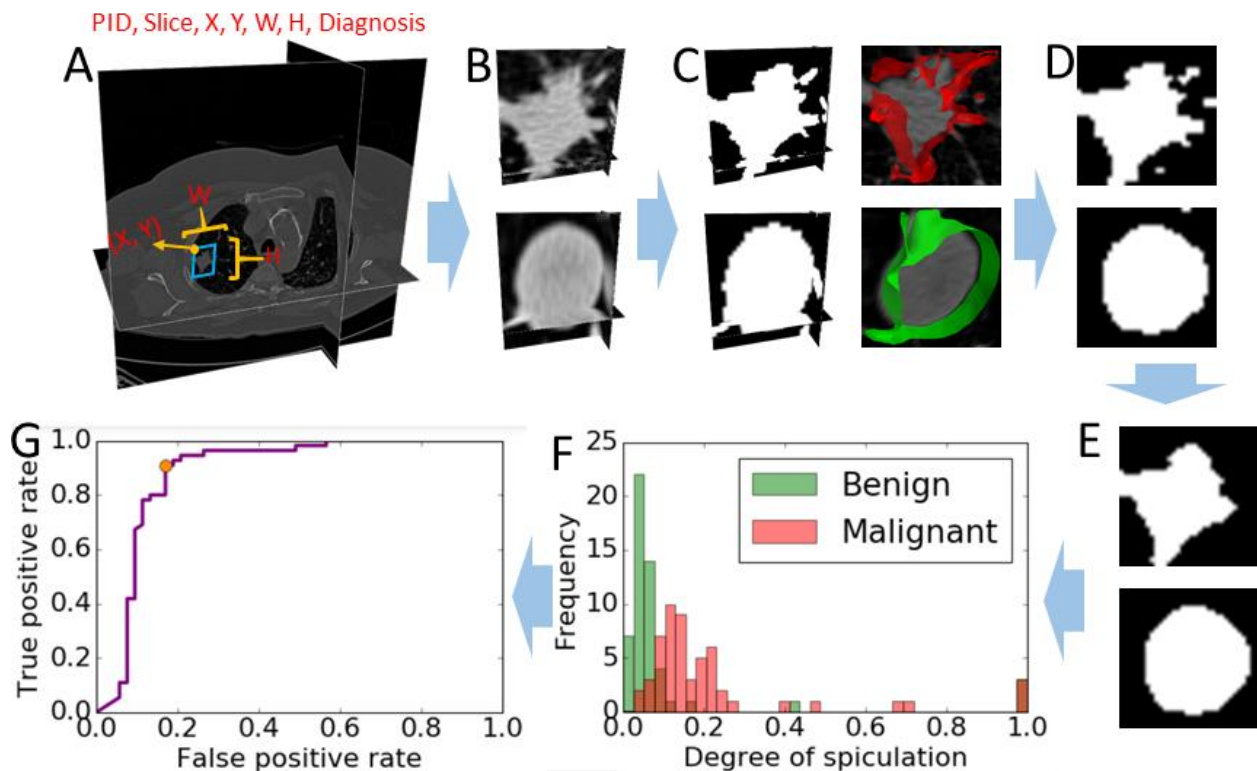 PID, Slice, X, Y, W, H, Diagnosis
A
B
C
D
W
(X, Y)
H
G
1.0
0.8
0.6
0.4
0.2
0.0
True positive rate
0.0 0.2 0.4 0.6 0.8 1.0
False positive rate
F
25
20
15
10
5
0
Frequency
Benign
Malignant
0.0 0.2 0.4 0.6 0.8 1.0
Degree of spiculation
E